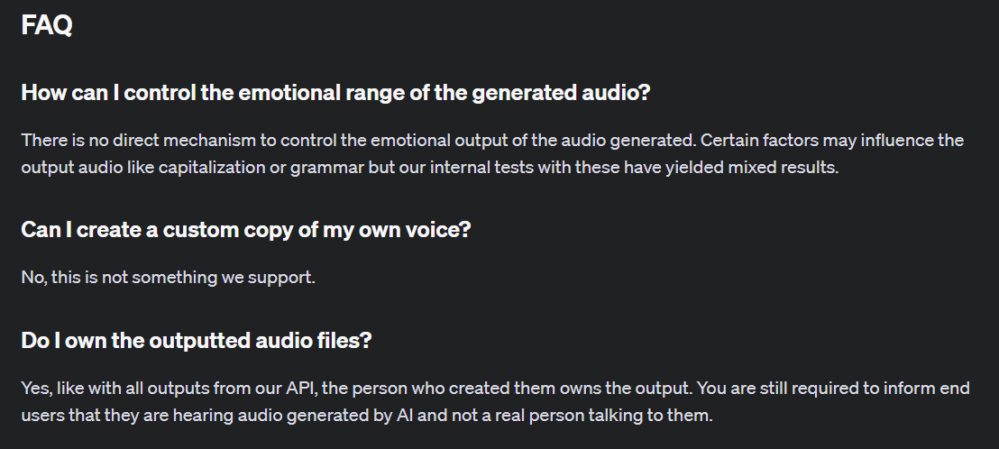 FAQ
How can I control the emotional range of the generated audio?
There is no direct mechanism to control the emotional output of the audio generated. Certain factors may influence the
output audio like capitalization or grammar but our internal tests with these have yielded mixed results.
Can I create a custom copy of my own voice?
No, this is not something we support.
Do I own the outputted audio files?
Yes, like with all outputs from our API, the person who created them owns the output. You are still required to inform end
users that they are hearing audio generated by AI and not a real person talking to them.